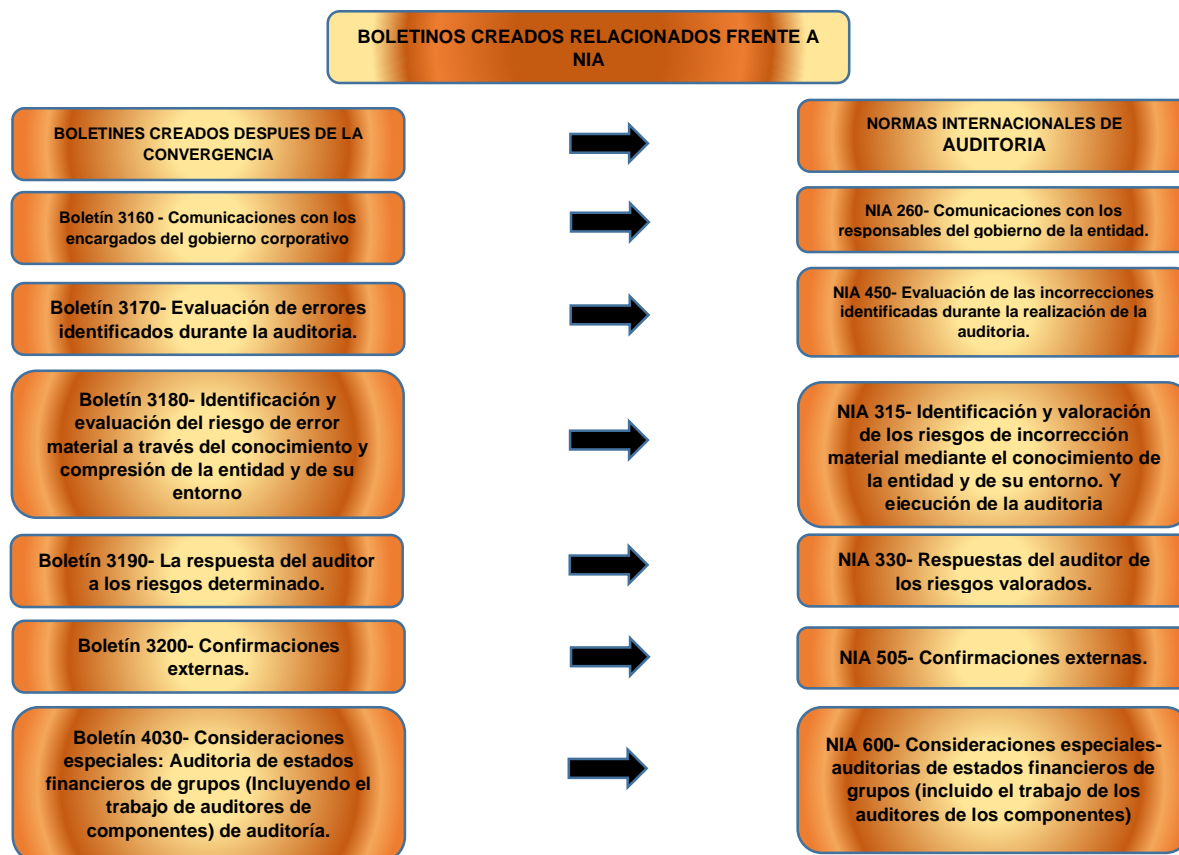 BOLETINOS CREADOS RELACIONADOS FRENTE A
NIA
BOLETINES CREADOS DESPUES DE LA
CONVERGENCIA
NORMAS INTERNACIONALES DE
AUDITORIA
Boletín 3160 - Comunicaciones con los
encargados del gobierno corporativo
NIA 260- Comunicaciones con los
responsables del gobierno de la entidad.
Boletín 3170- Evaluación de errores
identificados durante la auditoria.
NIA 450- Evaluación de las incorrecciones
identificadas durante la realización de la
auditoria.
Boletín 3180- Identificación y
evaluación del riesgo de error
material a través del conocimiento y
compresión de la entidad y de su
entorno
NIA 315- Identificación y valoración
de los riesgos de incorrección
material mediante el conocimiento de
la entidad y de su entorno. Y
ejecución de la auditoria
Boletín 3190- La respuesta del auditor
a los riesgos determinado.
NIA 330- Respuestas del auditor de
los riesgos valorados.
Boletín 3200- Confirmaciones
externas.
NIA 505- Confirmaciones externas.
Boletín 4030- Consideraciones
especiales: Auditoria de estados
financieros de grupos (Incluyendo el
trabajo de auditores de
componentes) de auditoría.
NIA 600- Consideraciones especiales-
auditorias de estados financieros de
grupos (incluido el trabajo de los
auditores de los componentes)